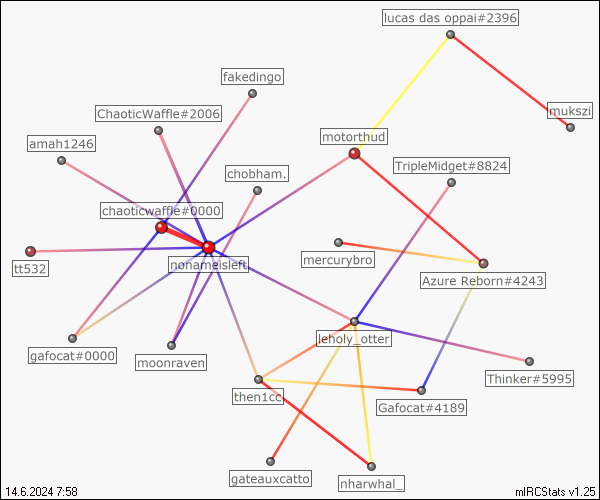 lucas das oppai#2396
fakedingo
ChaoticWaffle#2006
mukszi
motorthud
amah1246
TripleMidget#8824
chobham.
chaoticwaffle#0000
mercurybro
nonameisleft
tt532
Azure Reborn#4243
leholy_otter
gafocat#0000
moonraven
Thinker#5995
then1cc
Gafocat#4189
gateauxcatto
nharwhal_
14.6.2024 7:58
mIRCStats v1.25